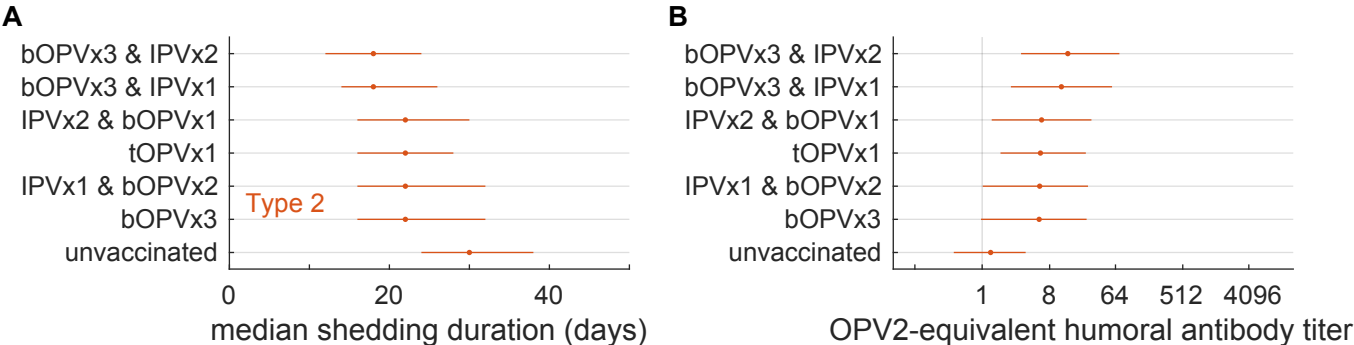 A
bOPVx3 & IPVx2
bOPVx3 & IPVx1
IPVx2 & bOPVx1
tOPVx1
IPVx1 & bOPVx2
bOPVx3
unvaccinated
Type 2
0 20 40
median shedding duration (days)
B
bOPVx3 & IPVx2
bOPVx3 & IPVx1
IPVx2 & bOPVx1
tOPVx1
IPVx1 & bOPVx2
bOPVx3
unvaccinated
1 8 64 512 4096
OPV2-equivalent humoral antibody titer